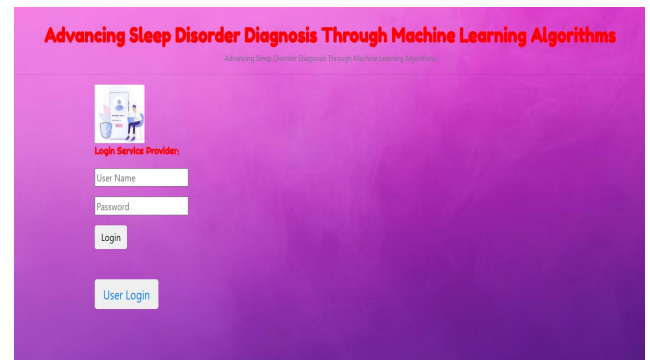 Advancing Sleep Disorder Diagnosis Through Machine Learning Algorithms
Advancing Sleep Disorder Diagnosis Through Machine Learning Algorithms
Login Service Provider:
User Name
Password
Login
User Login